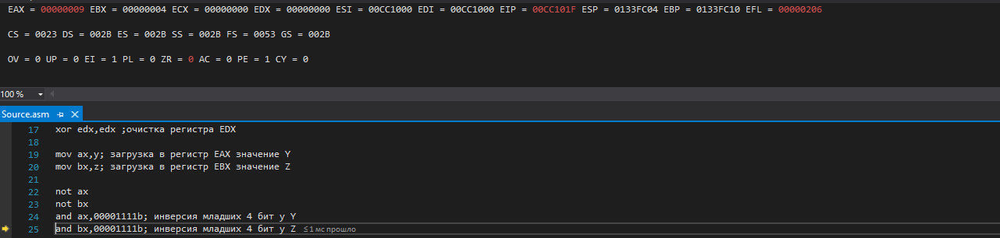 EAX = 00000009 EBX = 00000004 ECX = 00000000 EDX = 00000000 ESI = 00CC1000 EDI = 00CC1000 EIP = 00CC101F ESP = 0133FC04 EBP = 0133FC10 EFL = 00000206
CS = 0023 DS = 002B ES = 002B SS = 002B FS = 0053 GS = 002B
OV = 0 UP = 0 EI = 1 PL = 0 ZR = 0 AC = 0 PE = 1 CY = 0
100 %
Source.asm
17 xor edx,edx ;очистка регистра EDX
18
19 mov ax,y; загрузка в регистр EAX значение Y
20 mov bx,z; загрузка в регистр EBX значение Z
21
22 not ax
23 not bx
24 and ax,00001111b; инверсия младших 4 бит у Y
25 and bx,00001111b; инверсия младших 4 бит у Z ≤1 мс прошло